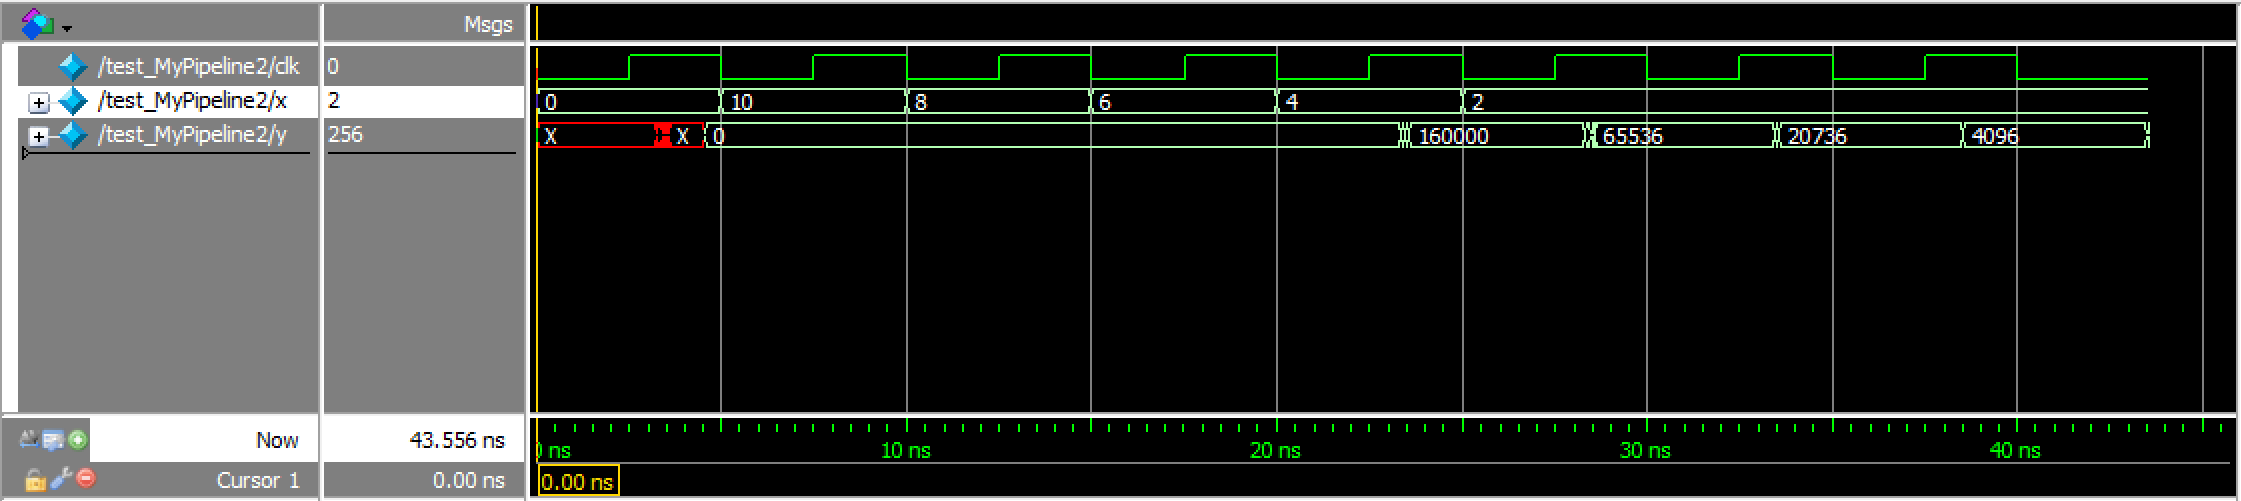 Msgs
/test_MyPipeline2/clk 0
/test_MyPipeline2/x 2 0 10 8 6 4 2
/test_MyPipeline2/y 256 X X 0 160000 65536 20736 4096
Now 43.556 ns 0 ns 10 ns 20 ns 30 ns 40 ns
Cursor 1 0.00 ns 0.00 ns